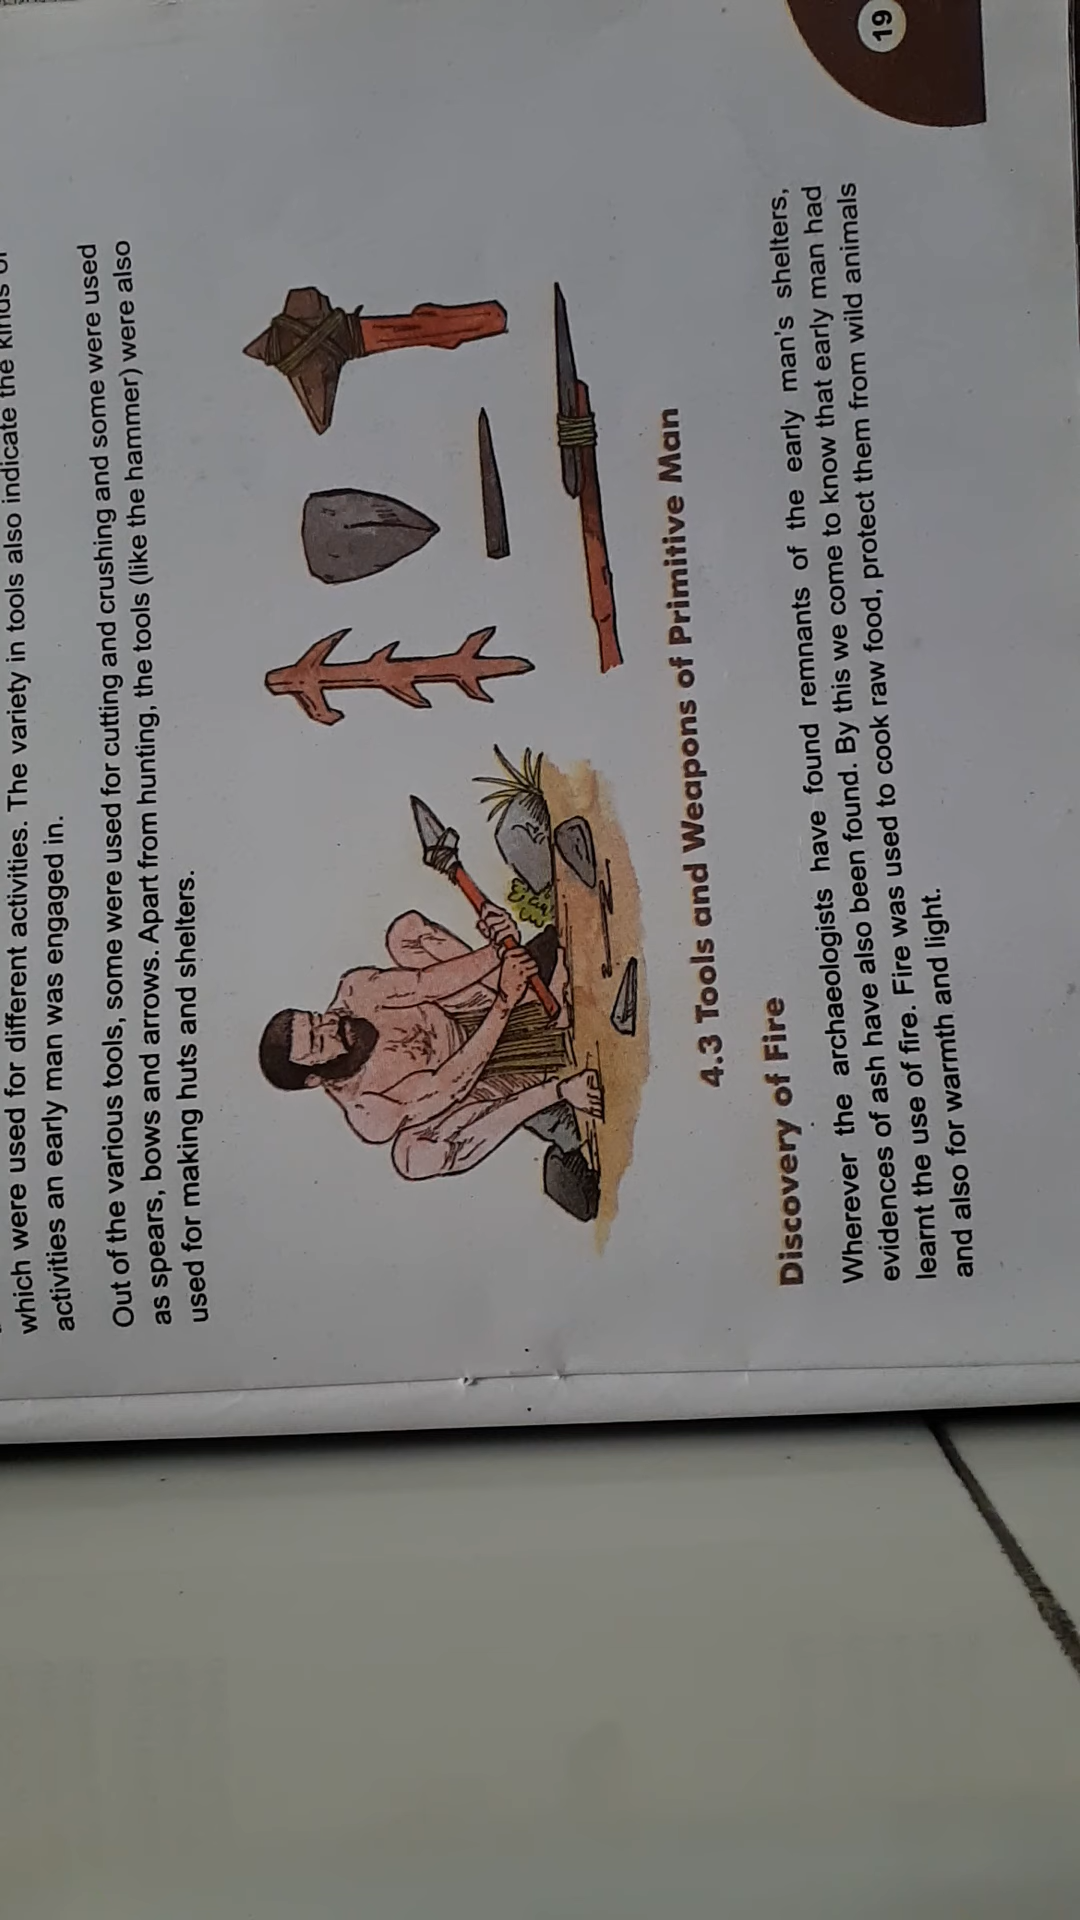 which were used for different activities. The variety in tools also indicate the kinds of
activities an early man was engaged in.
Out of the various tools, some were used for cutting and crushing and some were used
as spears, bows and arrows. Apart from hunting, the tools (like the hammer) were also
used for making huts and shelters.
4.3 Tools and Weapons of Primitive Man
Discovery of Fire
Wherever the archaeologists have found remnants of the early man's shelters,
evidences of ash have also been found. By this we come to know that early man had
learnt the use of fire. Fire was used to cook raw food, protect them from wild animals
and also for warmth and light.
19